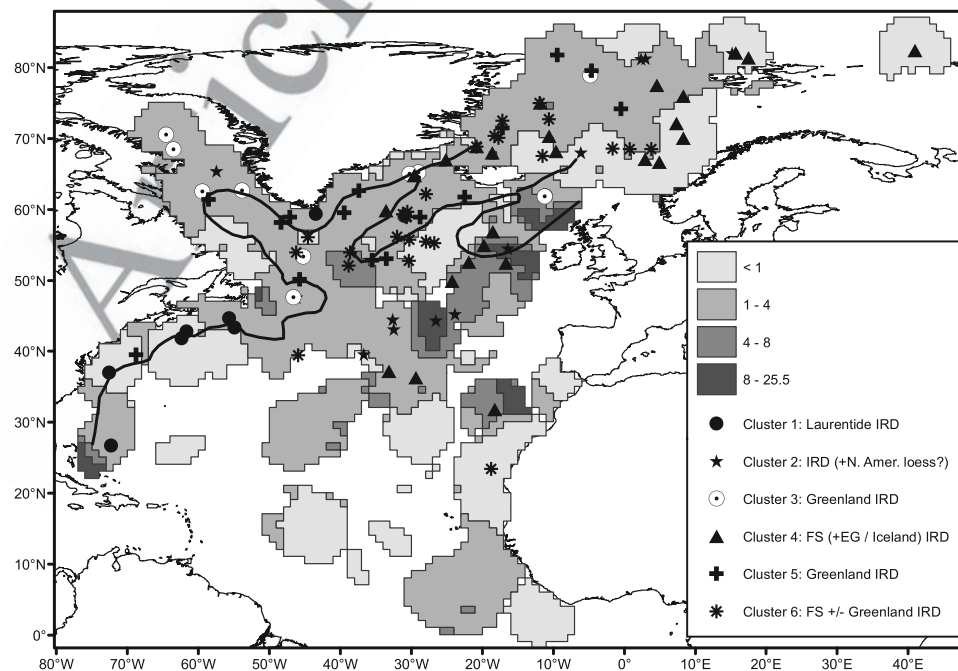 80°N
70°N
60°N
50°N
40°N
30°N
20°N
10°N
0°
80°W 70°W 60°W 50°W 40°W 30°W 20°W 10°W 0° 10°E 20°E 30°E 40°E
< 1
1 - 4
4 - 8
8 - 25.5
Cluster 1: Laurentide IRD
Cluster 2: IRD (+N. Amer. loess?)
Cluster 3: Greenland IRD
Cluster 4: FS (+EG / Iceland) IRD
Cluster 5: Greenland IRD
Cluster 6: FS +/- Greenland IRD